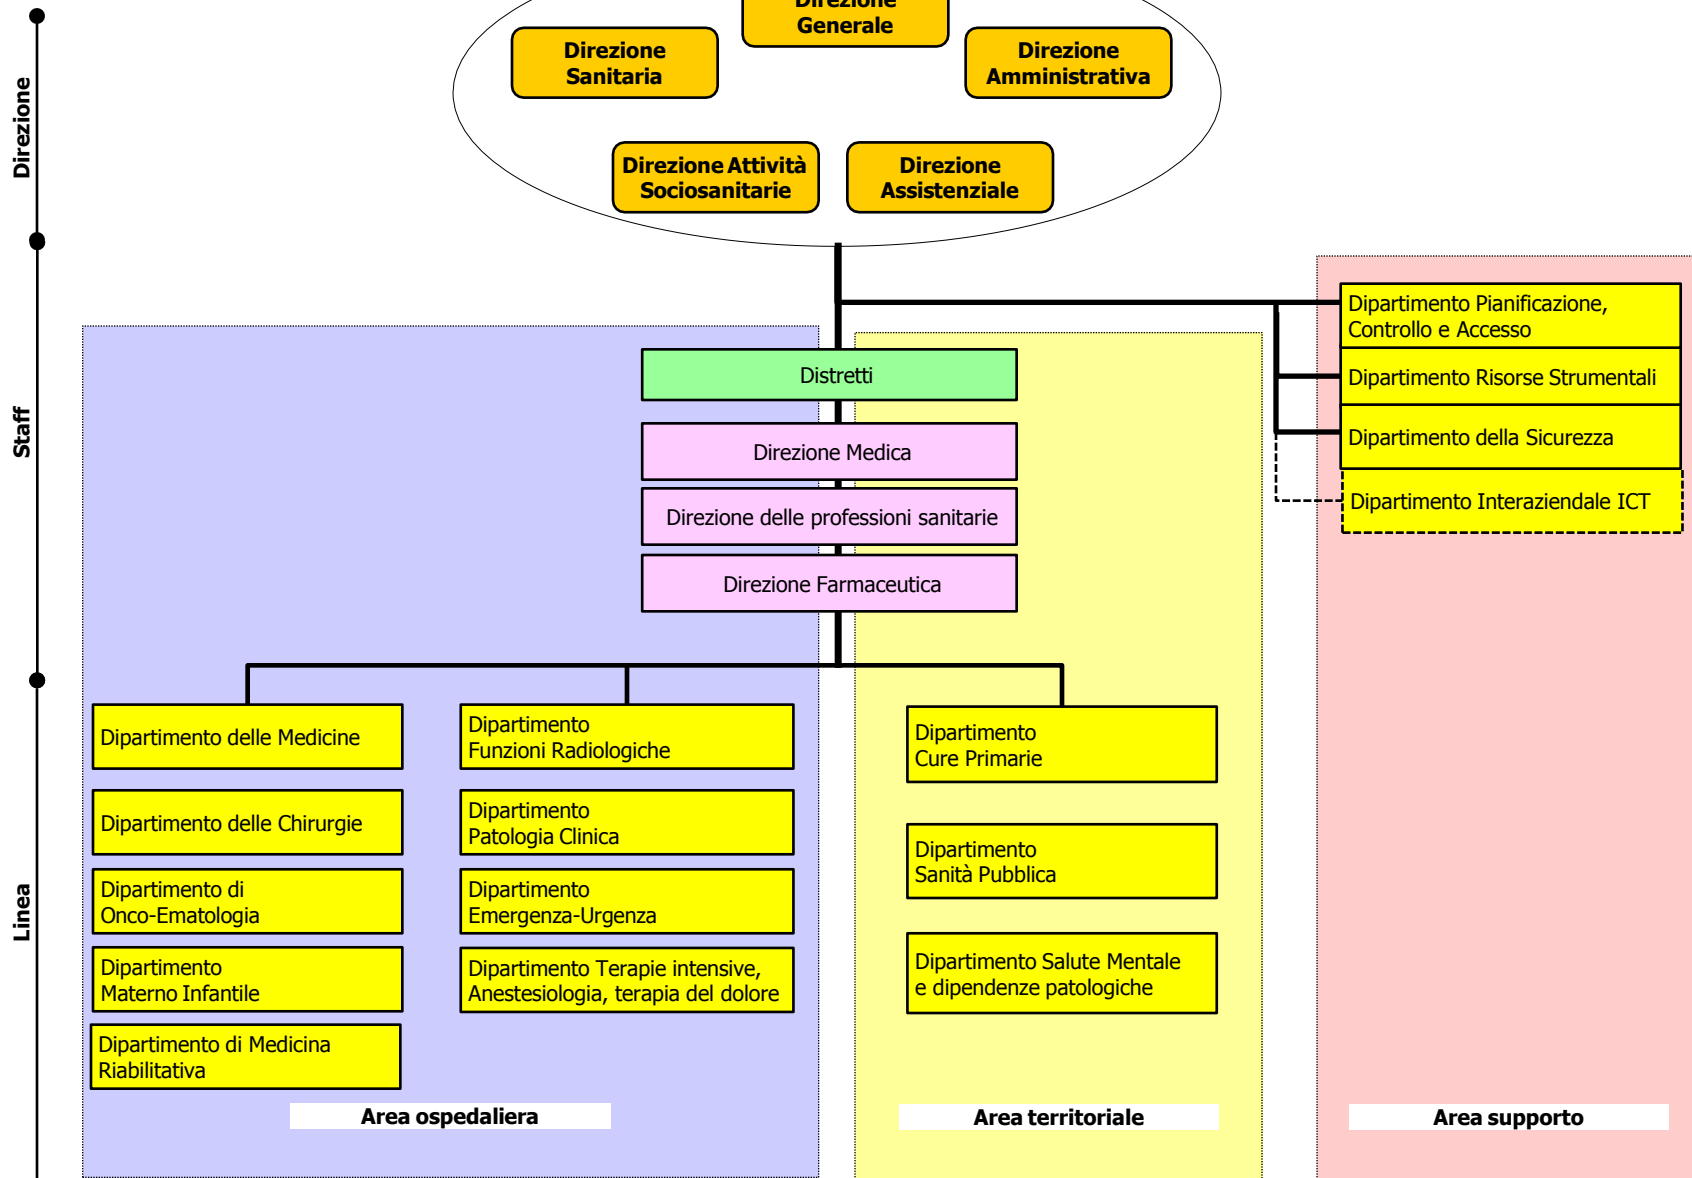 Direzione
Generale
Direzione
Sanitaria
Direzione
Amministrativa
Direzione Attività
Sociosanitarie
Direzione
Assistenziale
Direzione
Staff
Linea
Dipartimento Pianificazione,
Controllo e Accesso
Dipartimento Risorse Strumentali
Dipartimento della Sicurezza
Dipartimento Interaziendale ICT
Distretti
Direzione Medica
Direzione delle professioni sanitarie
Direzione Farmaceutica
Dipartimento delle Medicine
Dipartimento delle Chirurgie
Dipartimento di
Onco-Ematologia
Dipartimento
Materno Infantile
Dipartimento di Medicina
Riabilitativa
Dipartimento
Funzioni Radiologiche
Dipartimento
Patologia Clinica
Dipartimento
Emergenza-Urgenza
Dipartimento Terapie intensive,
Anestesiologia, terapia del dolore
Dipartimento
Cure Primarie
Dipartimento
Sanità Pubblica
Dipartimento Salute Mentale
e dipendenze patologiche
Area ospedaliera
Area territoriale
Area supporto